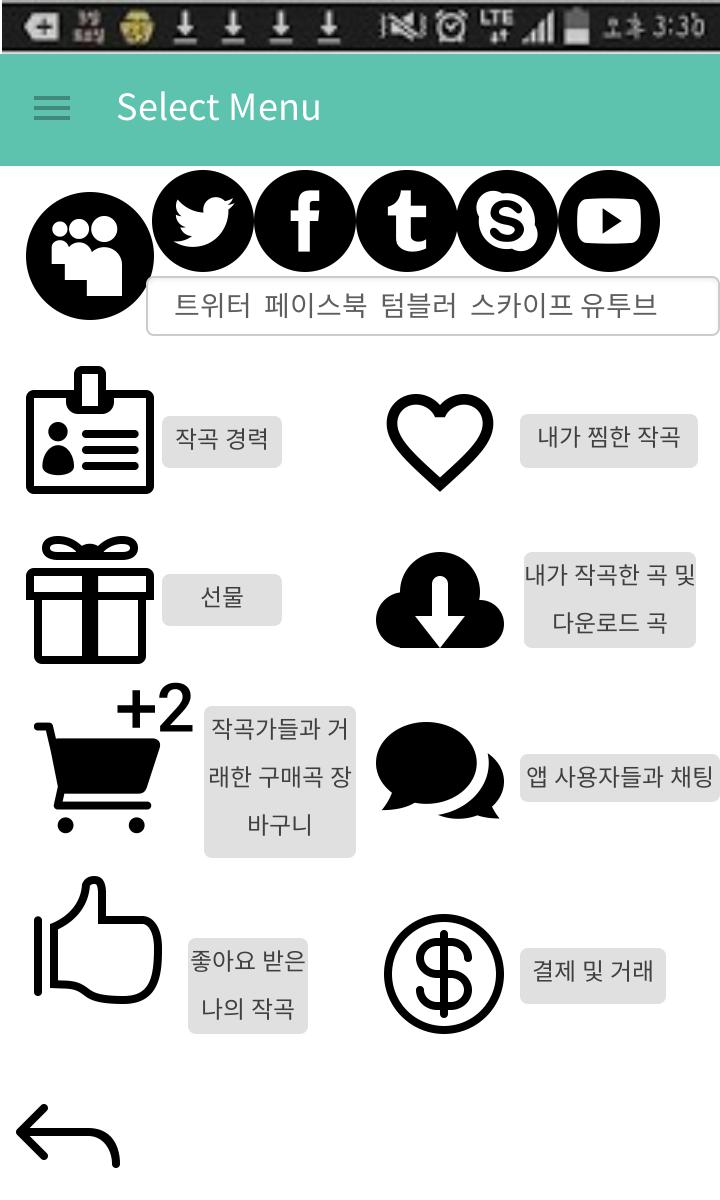 LTE 오후 3:30
Select Menu
트위터 페이스북 텀블러 스카이프 유투브
작곡 경력
내가 찜한 작곡
선물
내가 작곡한 곡 및
다운로드 곡
+2
작곡가들과 거
래한 구매곡 장
바구니
앱 사용자들과 채팅
좋아요 받은
나의 작곡
결제 및 거래